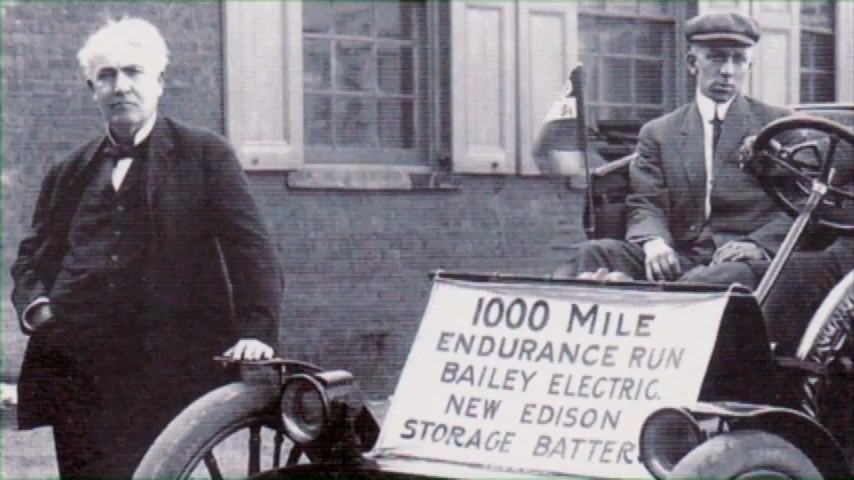 1000 MILE
ENDURANCE RUN
BAILEY ELECTRIC.
NEW EDISON
STORAGE BATTER